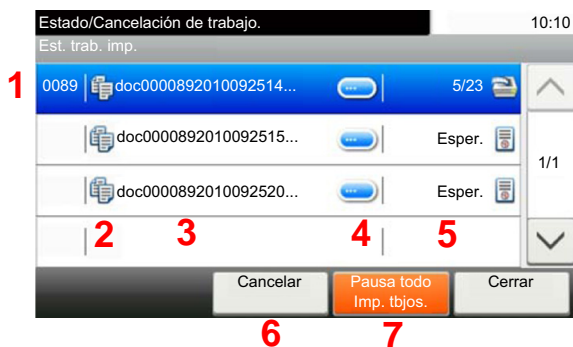 Estado/Cancelación de trabajo. 10:10
Est. trab. imp.
1 0089 doc0000892010092514... 5/23
doc0000892010092515... Esper.
1/1
doc0000892010092520... Esper.
2 3 4 5
Cancelar Pausa todo Cerrar
Imp. tbjos.
6 7